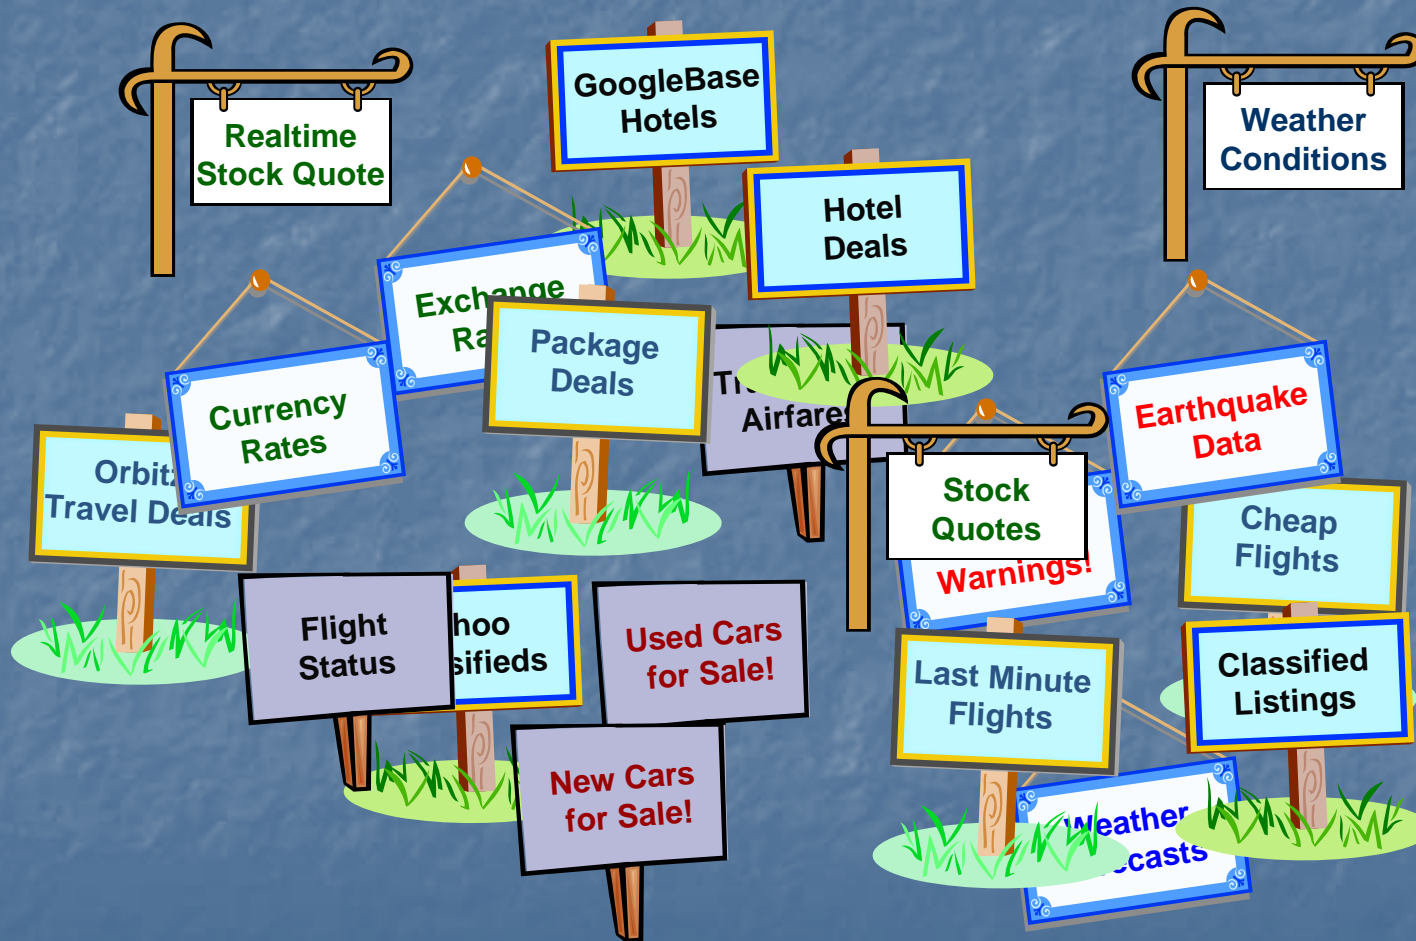 GoogleBase
Hotels
Realtime
Stock Quote
Weather
Conditions
Hotel
Deals
Exchange
Package
Deals
Airfares
Currency
Rates
Earthquake
Data
Travel Deals
Stock
Quotes
Warnings!
Cheap
Flights
Flight
Status
Used Cars
for Sale!
Last Minute
Flights
Classified
Listings
New Cars
for Sale!
Weather